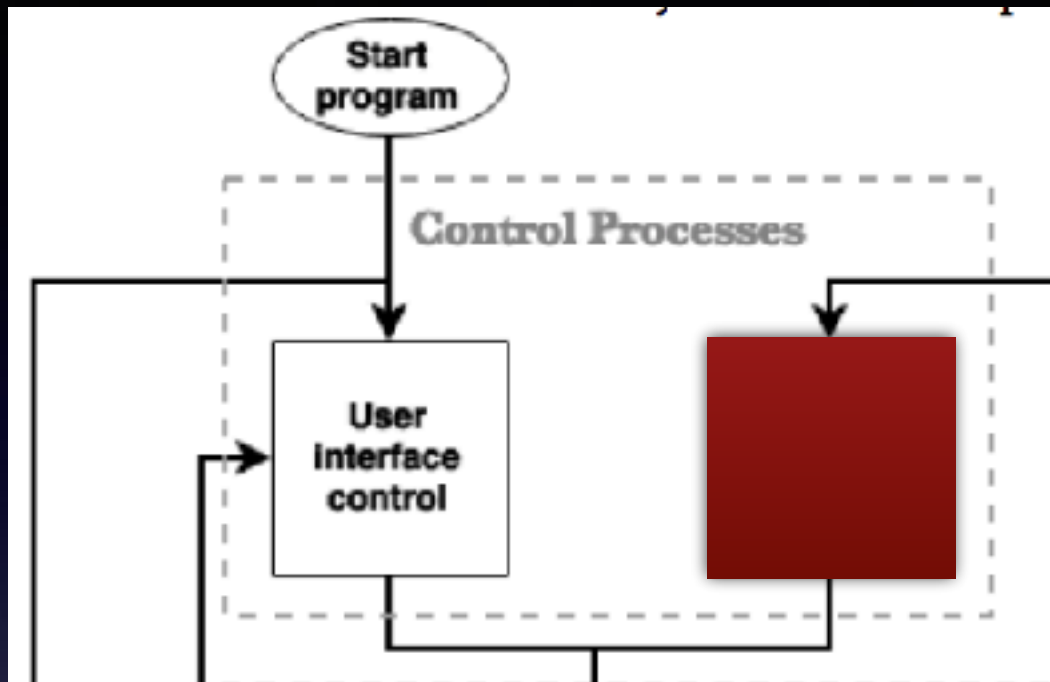 Start
program
Control Processes
User
interface
control